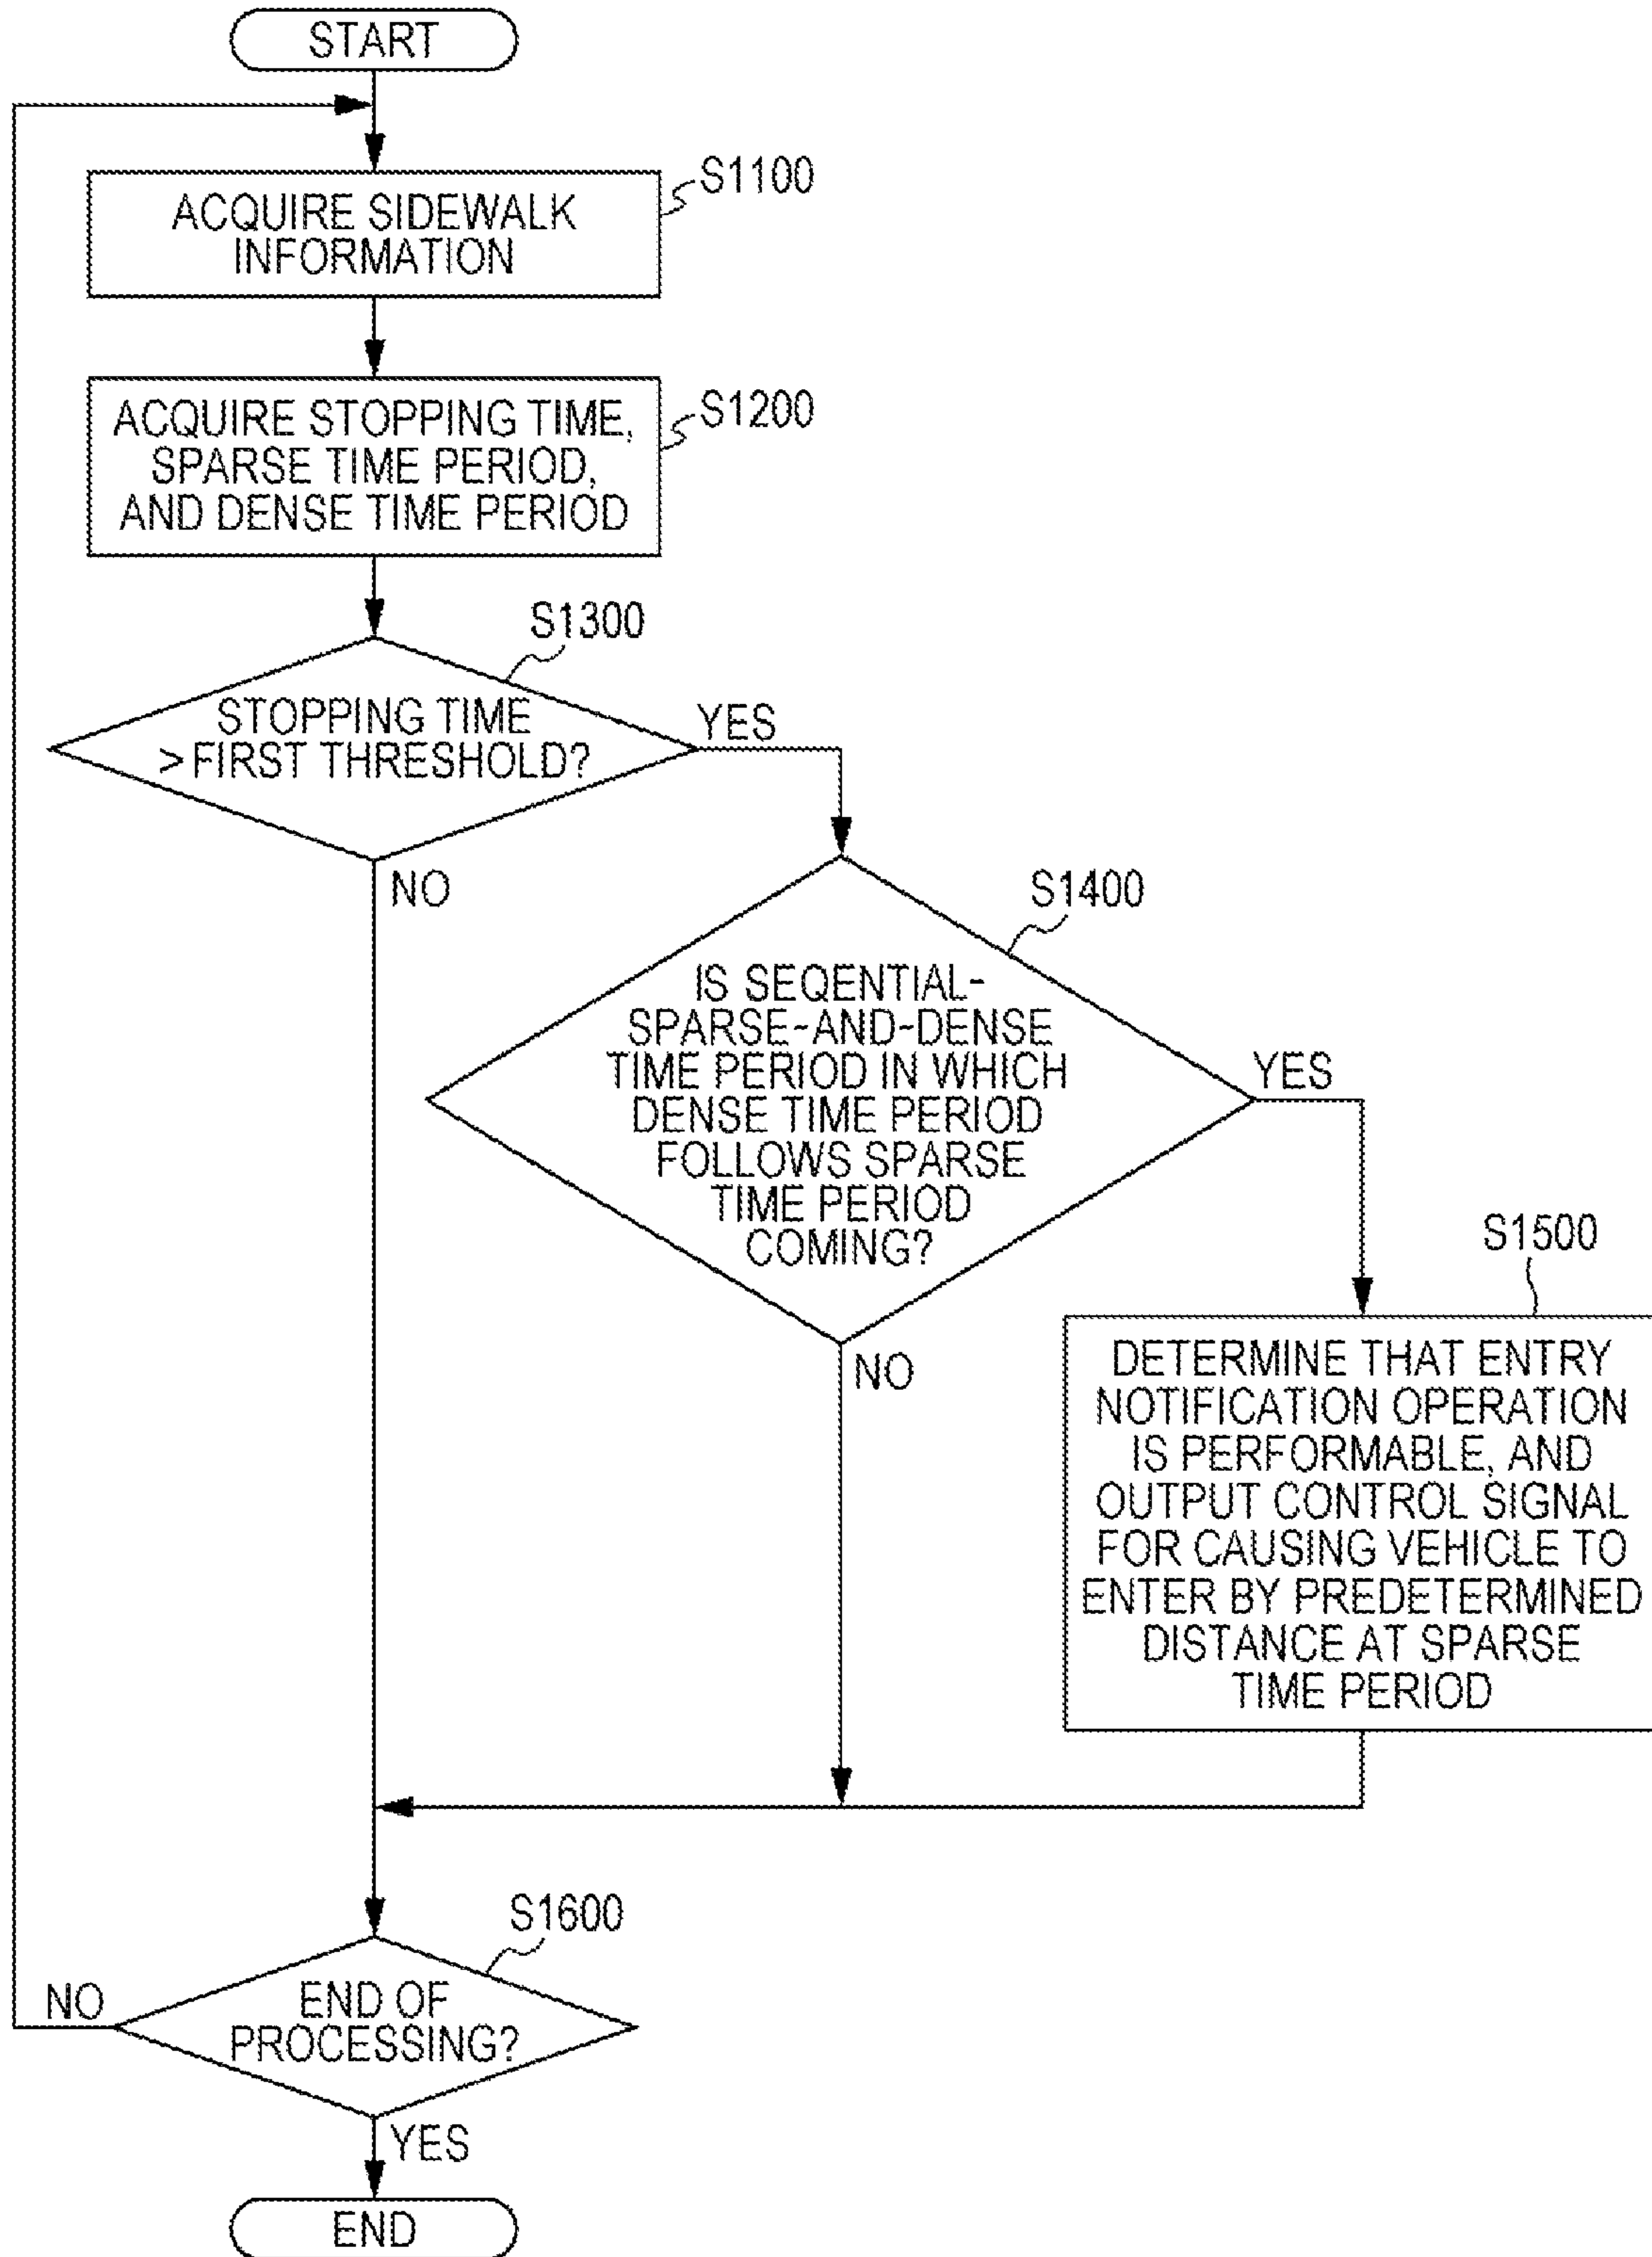 START
S1100
ACQUIRE SIDEWALK
INFORMATION
S1200
ACQUIRE STOPPING TIME,
SPARSE TIME PERIOD,
AND DENSE TIME PERIOD
S1300
STOPPING TIME
> FIRST THRESHOLD?
YES
NO
S1400
IS SEQENTIAL-
SPARSE-AND-DENSE
TIME PERIOD IN WHICH
DENSE TIME PERIOD
FOLLOWS SPARSE
TIME PERIOD
COMING?
YES
NO
S1500
DETERMINE THAT ENTRY
NOTIFICATION OPERATION
IS PERFORMABLE, AND
OUTPUT CONTROL SIGNAL
FOR CAUSING VEHICLE TO
ENTER BY PREDETERMINED
DISTANCE AT SPARSE
TIME PERIOD
S1600
END OF
PROCESSING?
NO
YES
END